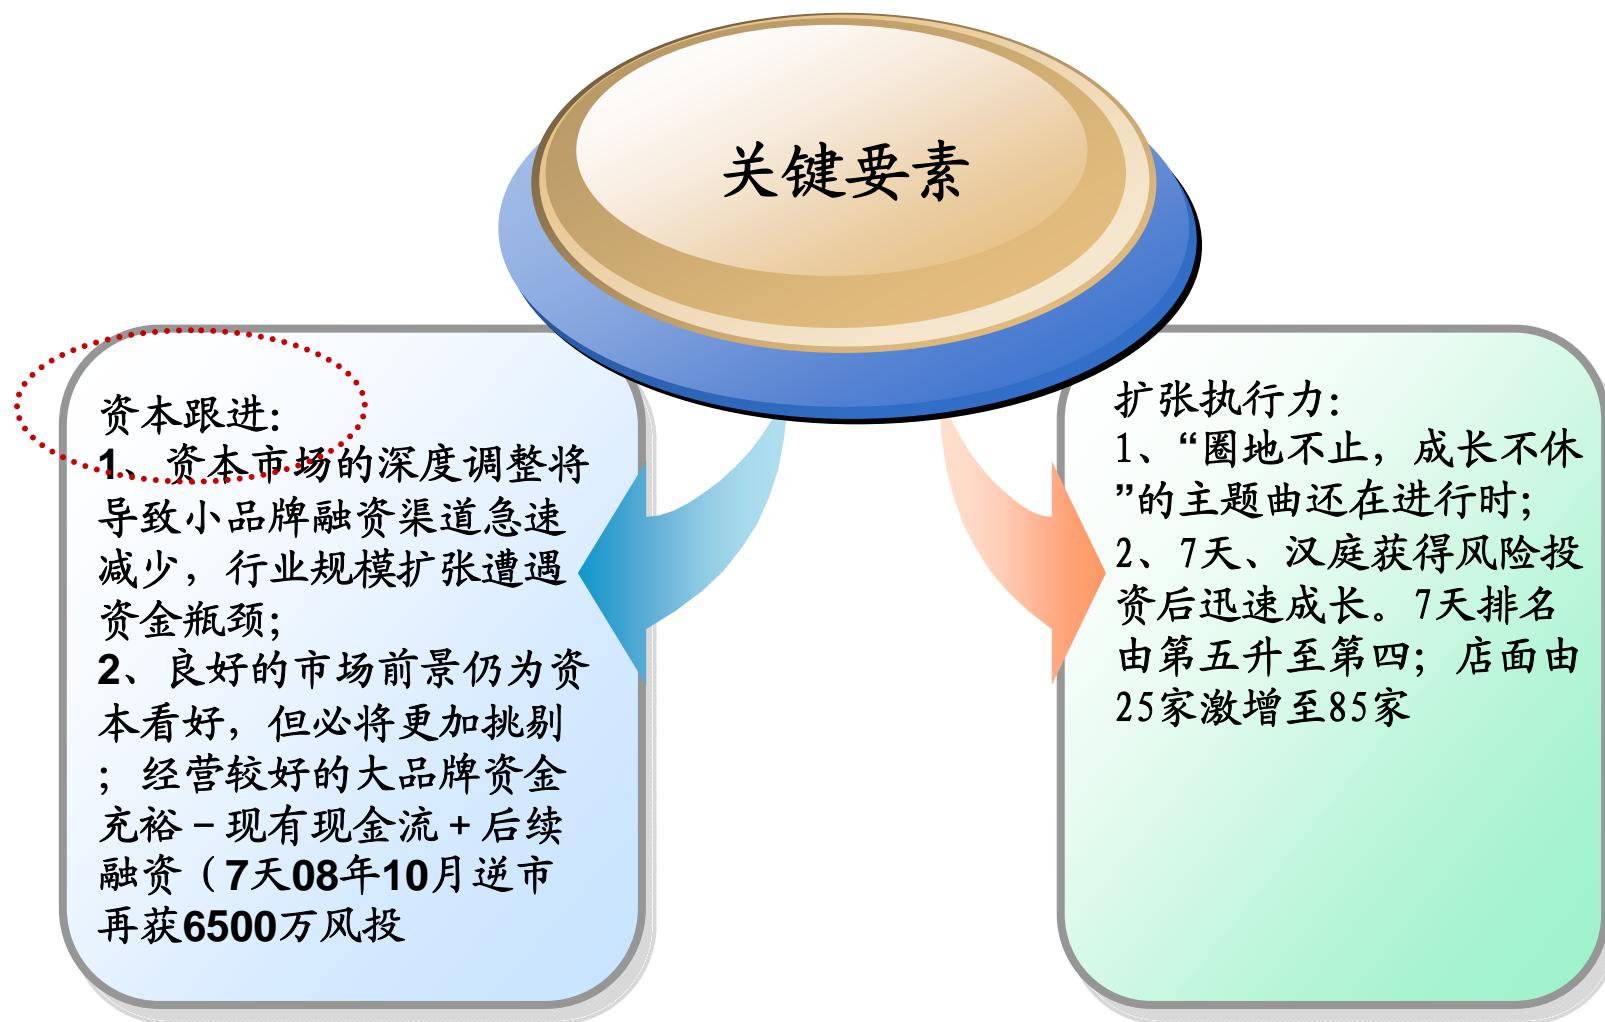 关键要素
资本跟进：
1、资本市场的深度调整将
导致小品牌融资渠道急速
减少，行业规模扩张遭遇
资金瓶颈；
2、良好的市场前景仍为资
本看好，但必将更加挑剔
；经营较好的大品牌资金
充裕－现有现金流＋后续
融资（7天08年10月逆市
再获6500万风投
扩张执行力：
1、“圈地不止，成长不休
”的主题曲还在进行时；
2、7天、汉庭获得风险投
资后迅速成长。7天排名
由第五升至第四；店面由
25家激增至85家